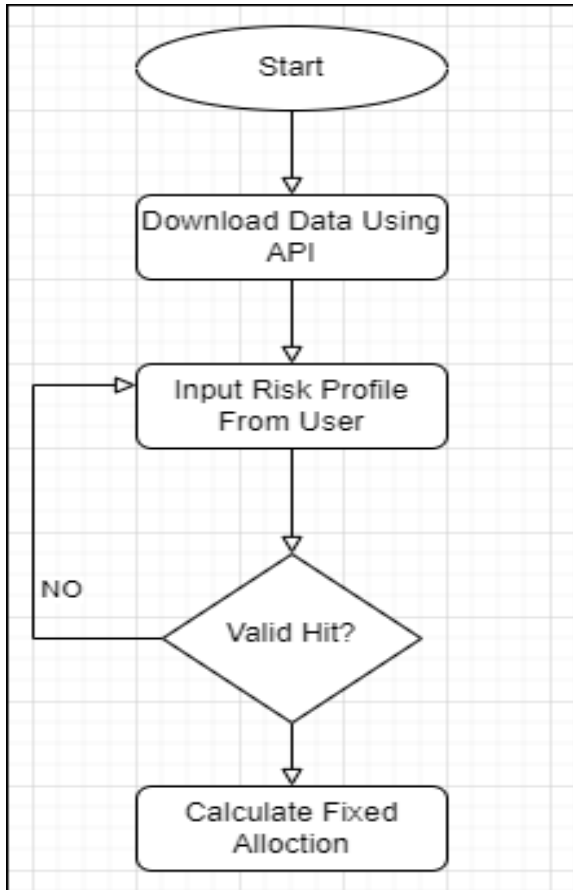 Start
Download Data Using
API
Input Risk Profile
From User
NO
Valid Hit?
Calculate Fixed
Alloction